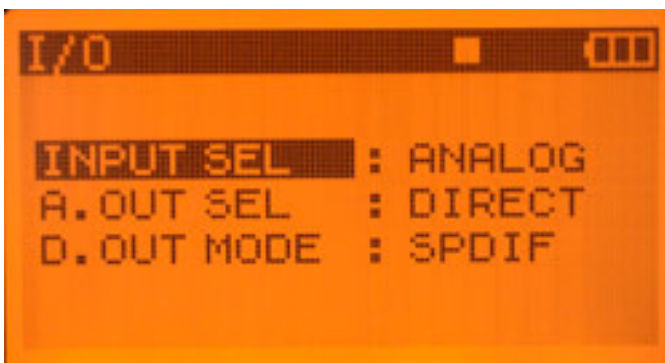 I/O
INPUT SEL : ANALOG
A.OUT SEL : DIRECT
D.OUT MODE : SPDIF